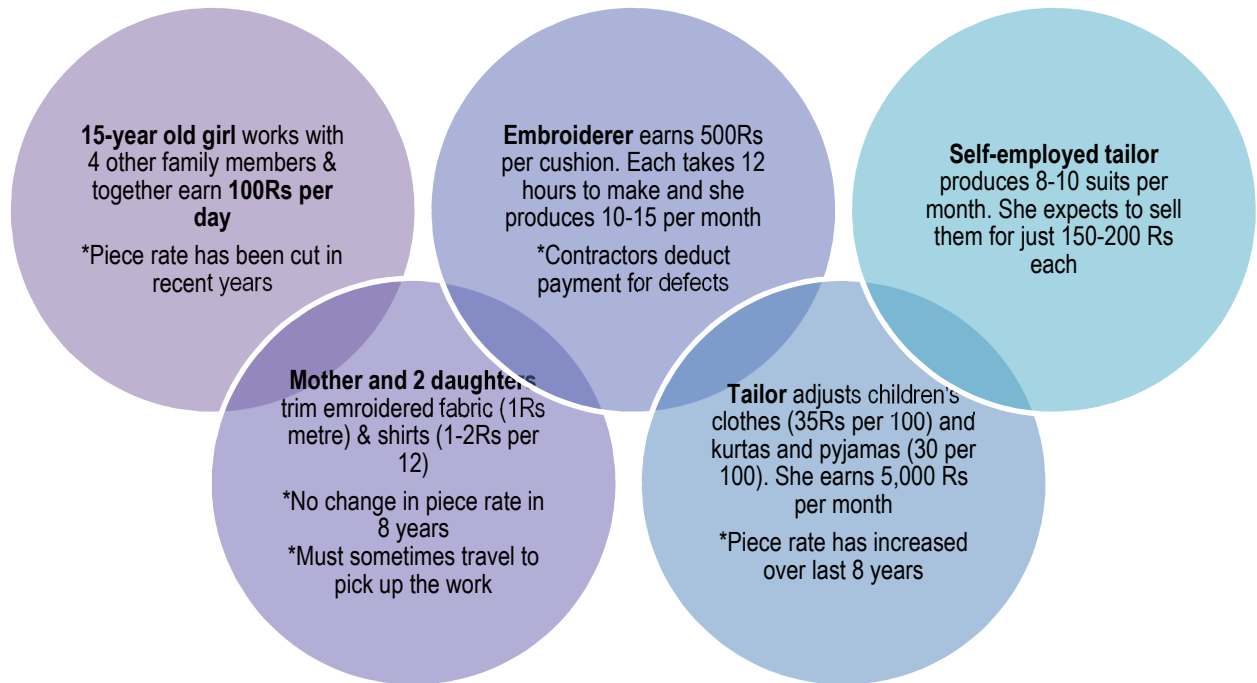 15-year old girl works with
4 other family members &
together earn 100Rs per
day
*Piece rate has been cut in
recent years
Embroiderer earns 500Rs
per cushion. Each takes 12
hours to make and she
produces 10-15 per month
*Contractors deduct
payment for defects
Self-employed tailor
produces 8-10 suits per
month. She expects to sell
them for just 150-200 Rs
each
Mother and 2 daughters
trim emroidered fabric (1Rs
metre) & shirts (1-2Rs per
12)
*No change in piece rate in
8 years
*Must sometimes travel to
pick up the work
Tailor adjusts children's
clothes (35Rs per 100) and
kurtas and pyjamas (30 per
100). She earns 5,000 Rs
per month
*Piece rate has increased
over last 8 years